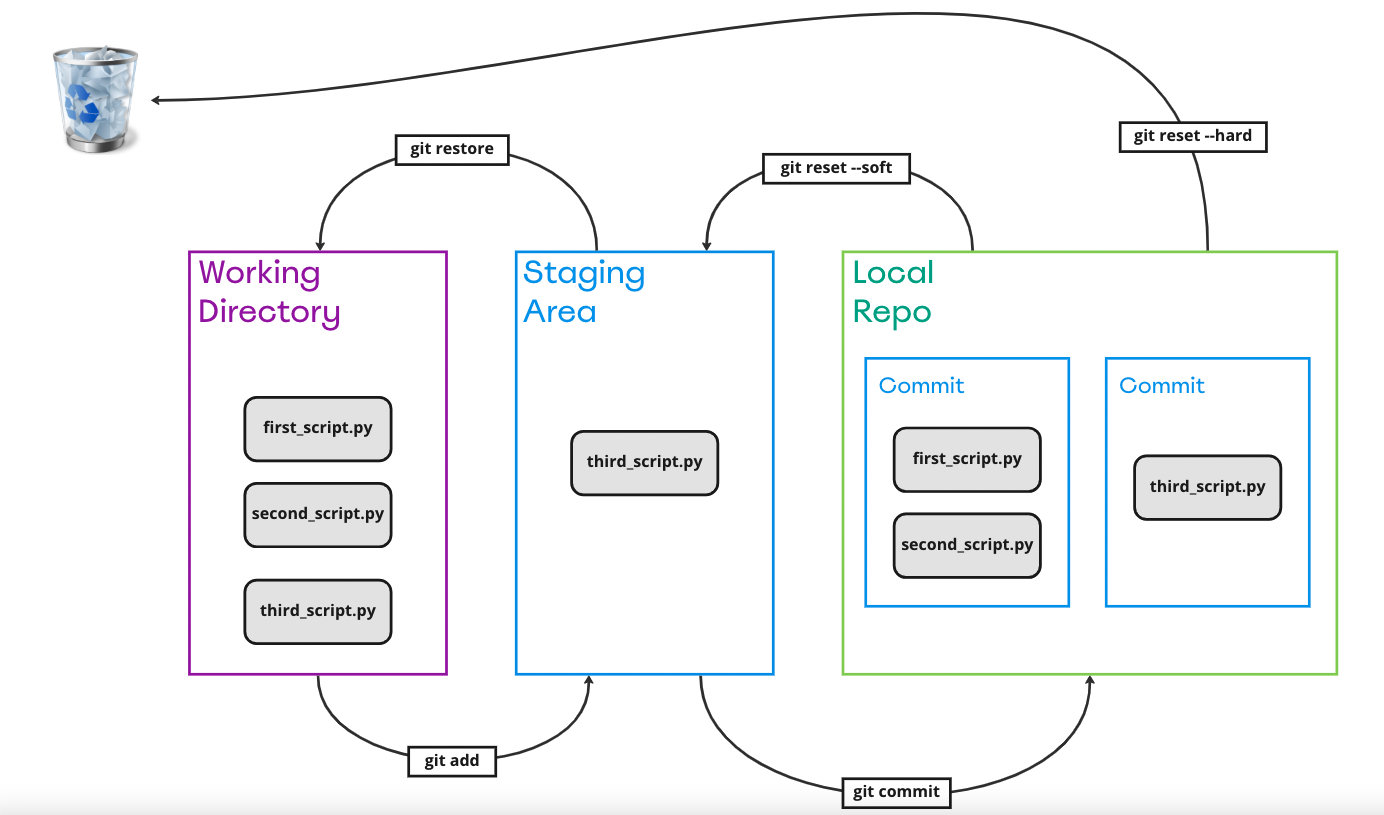 git restore
git reset --soft
git reset --hard
Working
Directory
first_script.py
second_script.py
third_script.py
Staging
Area
third_script.py
Local
Repo
Commit
first_script.py
second_script.py
Commit
third_script.py
git add
git commit